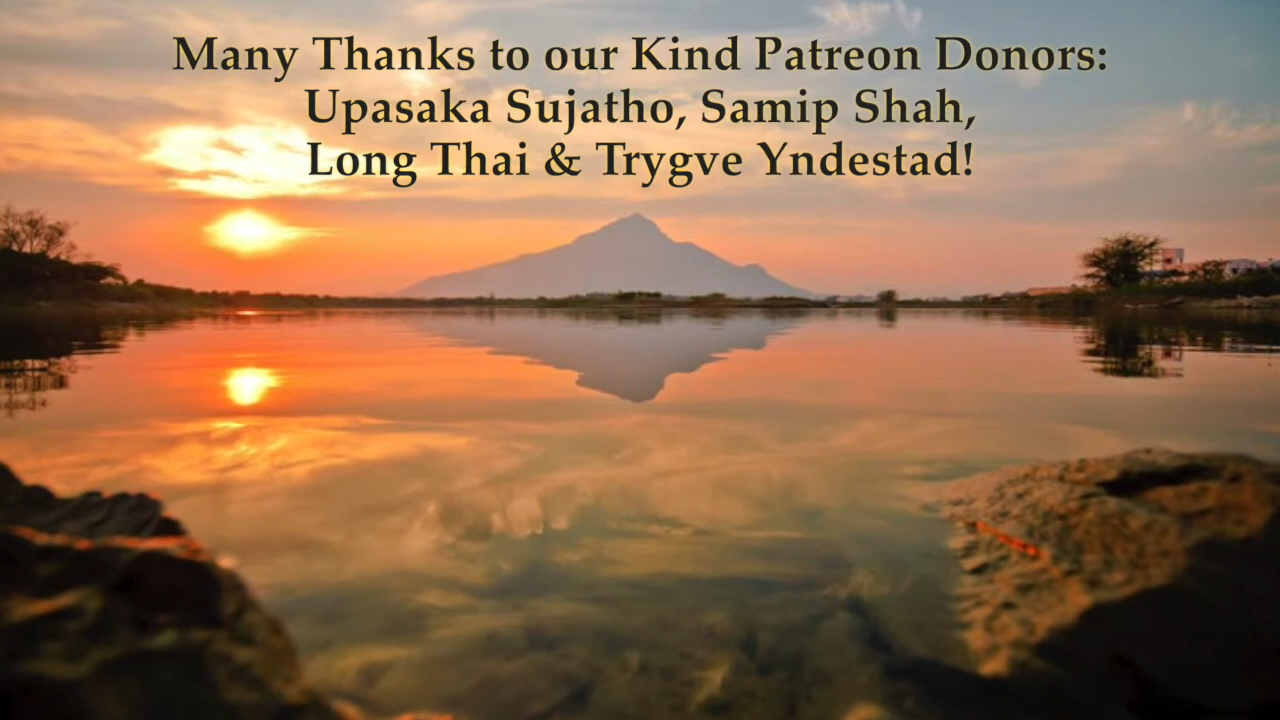 Many Thanks to our Kind Patreon Donors:
Upasaka Sujatho, Samip Shah,
Long Thai & Trygve Yndestad!